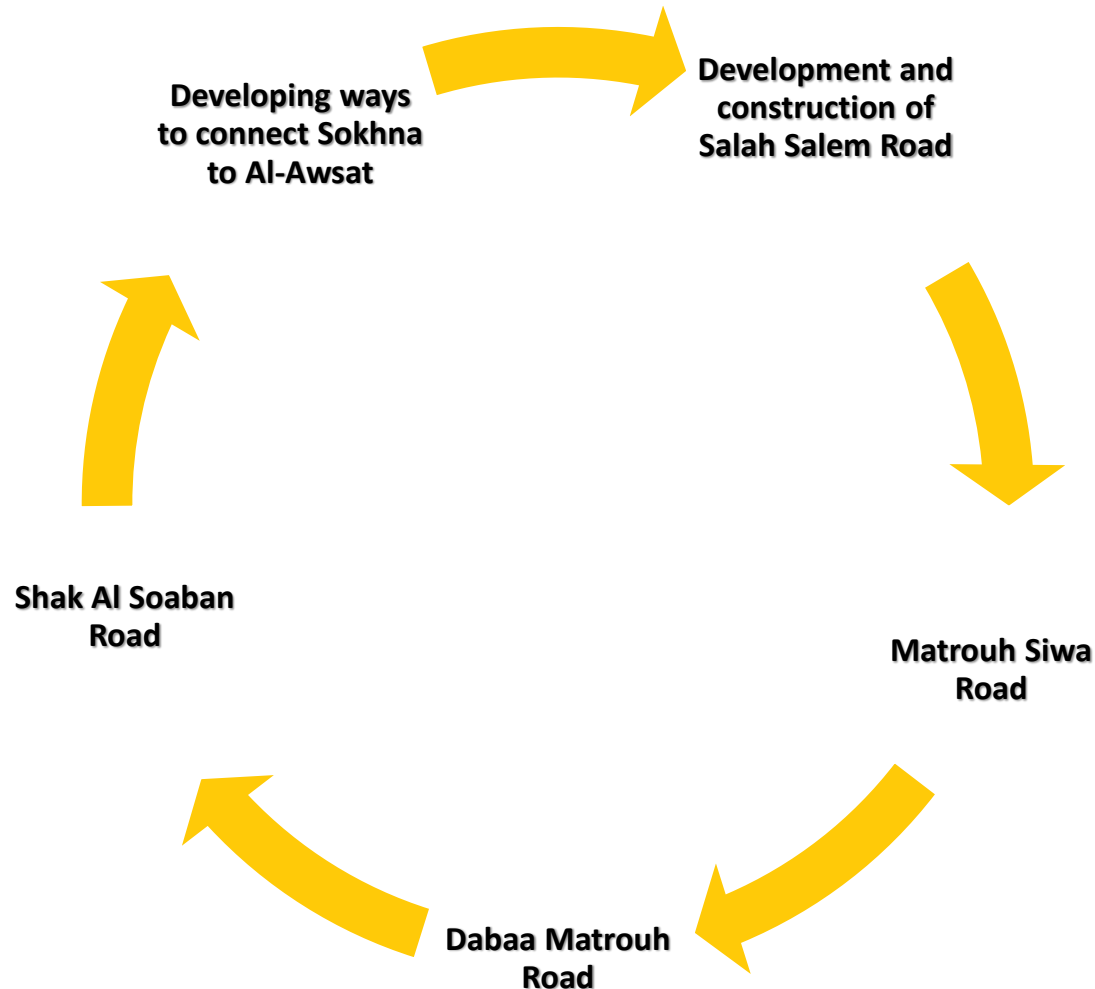 Developing ways
to connect Sokhna
to Al-Awsat
Development and
construction of
Salah Salem Road
Matrouh Siwa
Road
Dabaa Matrouh
Road
Shak Al Soaban
Road